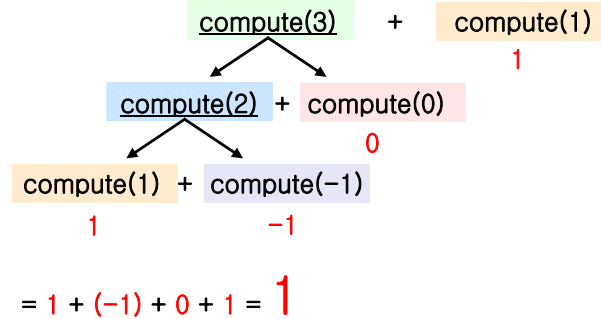 compute(3) + compute(1)
1
compute(2) + compute(0)
0
compute(1) + compute(-1)
1 -1
= 1 + (-1) + 0 + 1 = 1